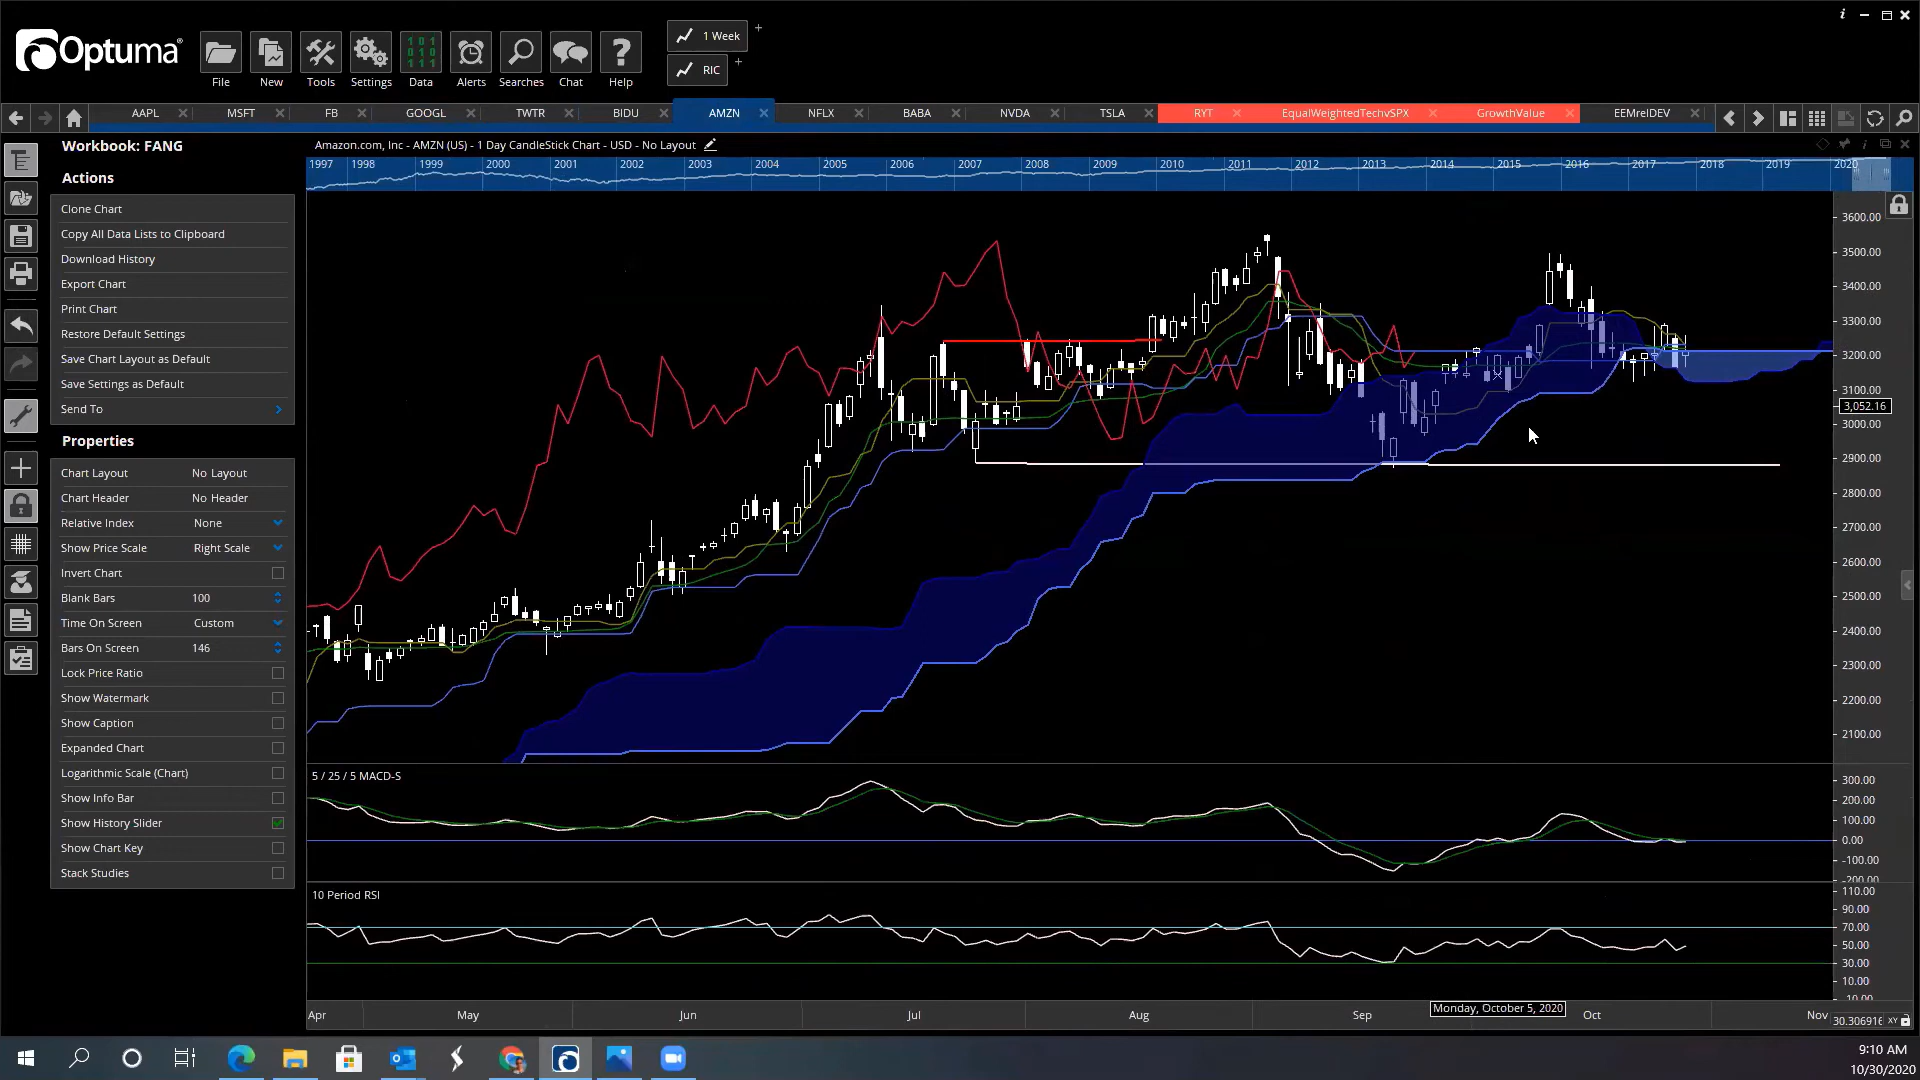 Optuma®
File
New
Tools
Settings
Data
Alerts
Searches
Chat
Help
1 Week
RIC
AAPL
MSFT
FB
GOOGL
TWTR
BIDU
AMZN
NFLX
BABA
NVDA
TSLA
RYT
EqualWeightedTechvSPX
GrowthValue
EEMrelDEV
Workbook: FANG
Actions
Clone Chart
Copy All Data Lists to Clipboard
Download History
Export Chart
Print Chart
Restore Default Settings
Save Chart Layout as Default
Save Settings as Default
Send To
Properties
Chart Layout No Layout
Chart Header No Header
Relative Index None
Show Price Scale Right Scale
Invert Chart
Blank Bars 100
Time On Screen Custom
Bars On Screen 146
Lock Price Ratio
Show Watermark
Show Caption
Expanded Chart
Logarithmic Scale (Chart)
Show Info Bar
Show History Slider
Show Chart Key
Stack Studies
Amazon.com, Inc - AMZN (US) - 1 Day CandleStick Chart - USD - No Layout
1997 1998 1999 2000 2001 2002 2003 2004 2005 2006 2007 2008 2009 2010 2011 2012 2013 2014 2015 2016 2017 2018 2019 2020
3600.00
3500.00
3400.00
3300.00
3200.00
3100.00
3,052.16
3000.00
2900.00
2800.00
2700.00
2600.00
2500.00
2400.00
2300.00
2200.00
2100.00
5 / 25 / 5 MACD-S
300.00
200.00
100.00
0.00
-100.00
-200.00
10 Period RSI
110.00
90.00
70.00
50.00
30.00
10.00
-10.00
Monday, October 5, 2020
Apr May Jun Jul Aug Sep Oct Nov
30.306916 XY
9:10 AM
10/30/2020